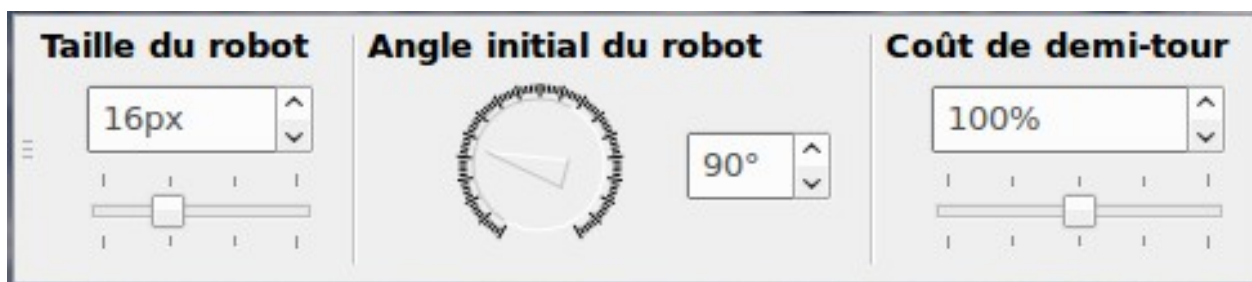 Taille du robot
16px
Angle initial du robot
90°
Coût de demi-tour
100%